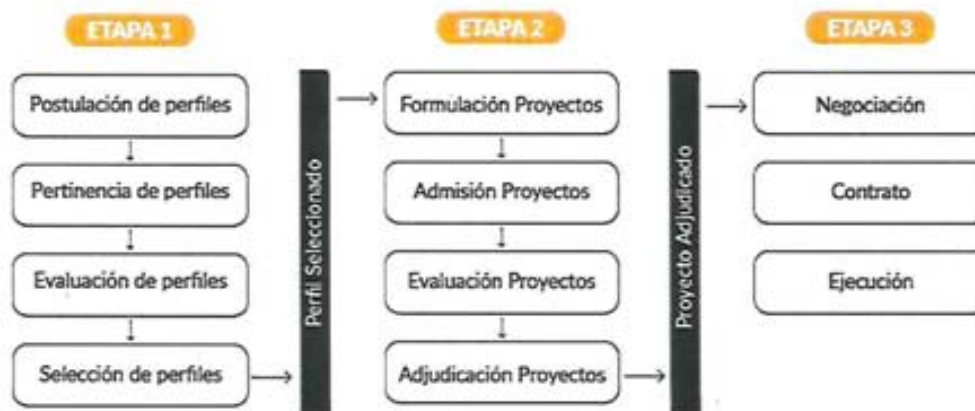 ETAPA 1
Postulación de perfiles
Pertinencia de perfiles
Evaluación de perfiles
Selección de perfiles
Perfil Seleccionado
ETAPA 2
Formulación Proyectos
Admisión Proyectos
Evaluación Proyectos
Adjudicación Proyectos
Proyecto Adjudicado
ETAPA 3
Negociación
Contrato
Ejecución